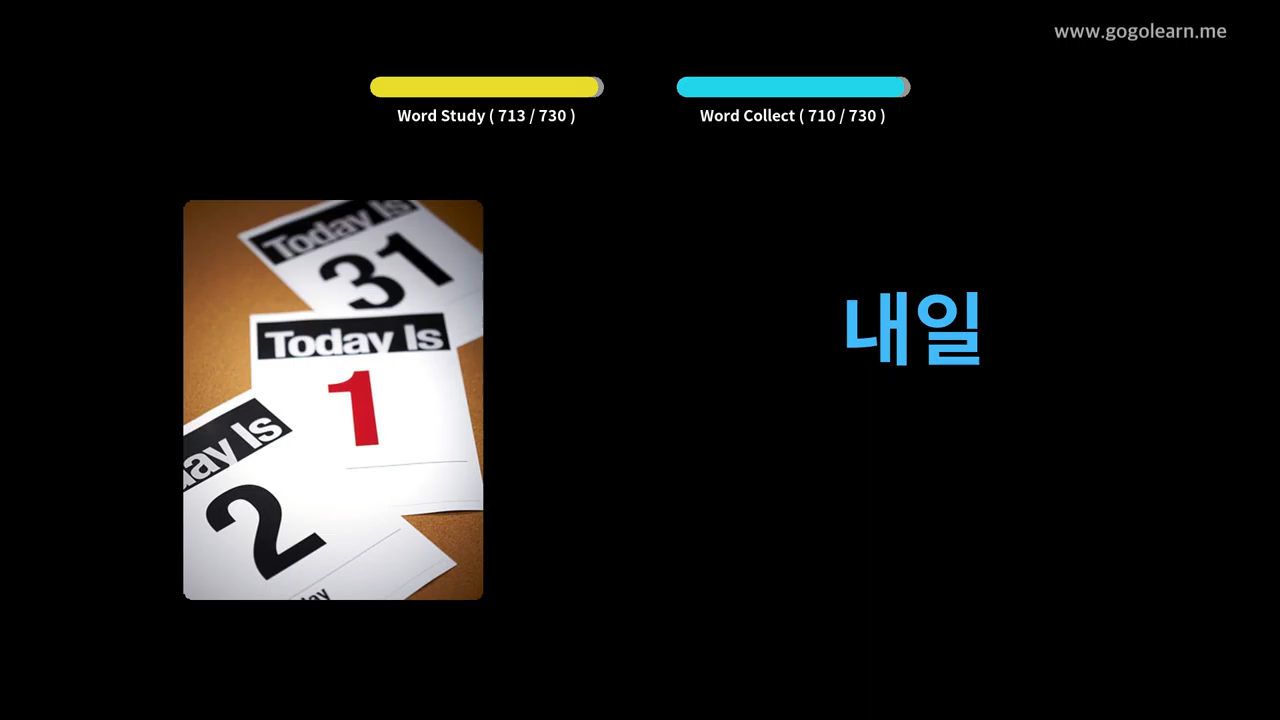 www.gogolearn.me
Word Study ( 713 / 730 )
Word Collect ( 710 / 730 )
Today Is
31
Today Is
1
day Is
2
내일